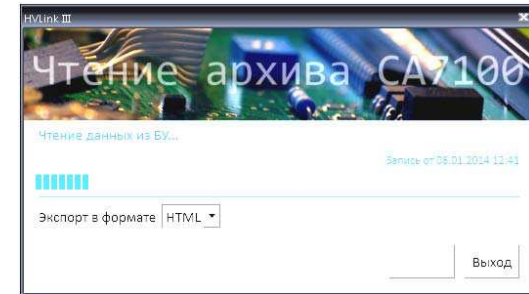 HVLink III
Чтение архива CA7100
Чтение данных из БУ...
Запись от 06.01.2014 12:41
Экспорт в формате HTML
Выход